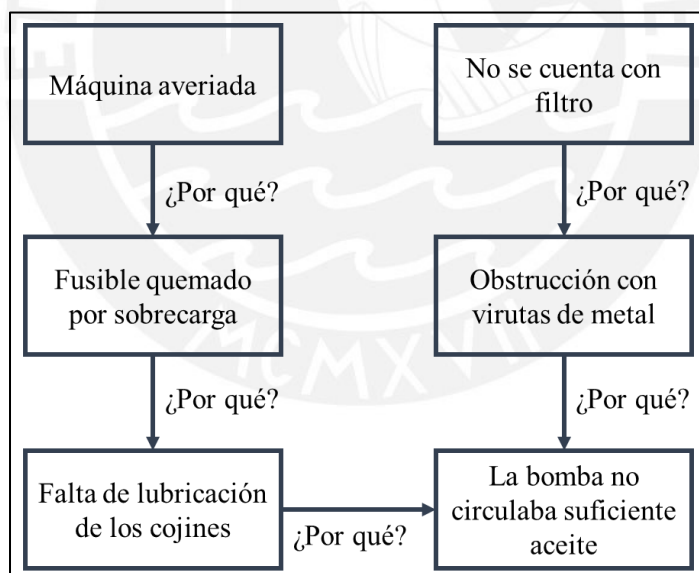 Máquina averiada
No se cuenta con
filtro
¿Por qué?
¿Por qué?
Fusible quemado
por sobrecarga
Obstrucción con
virutas de metal
¿Por qué?
¿Por qué?
Falta de lubricación
de los cojines
¿Por qué?
La bomba no
circulaba suficiente
aceite
MCMXVII